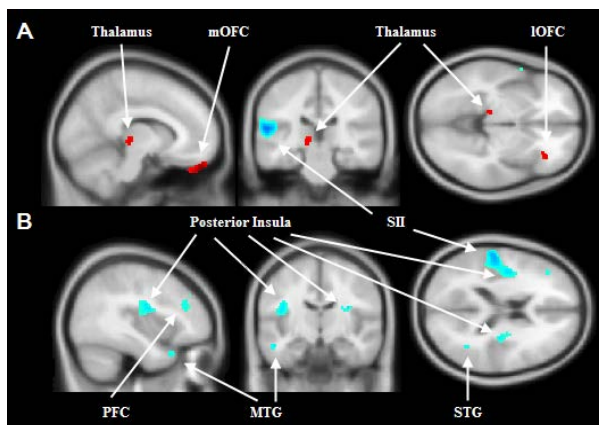 A
Thalamus
mOFC
Thalamus
lOFC
B
Posterior Insula
SII
PFC
MTG
STG